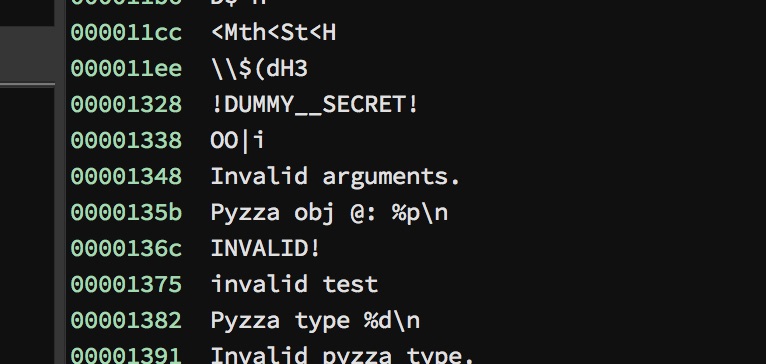 000011cc <Mth<St<H
000011ee \\$(dH3
00001328 !DUMMY__SECRET!
00001338 OO|i
00001348 Invalid arguments.
0000135b Pyzza obj @: %p\n
0000136c INVALID!
00001375 invalid test
00001382 Pyzza type %d\n
00001391 Invalid pyzza type.